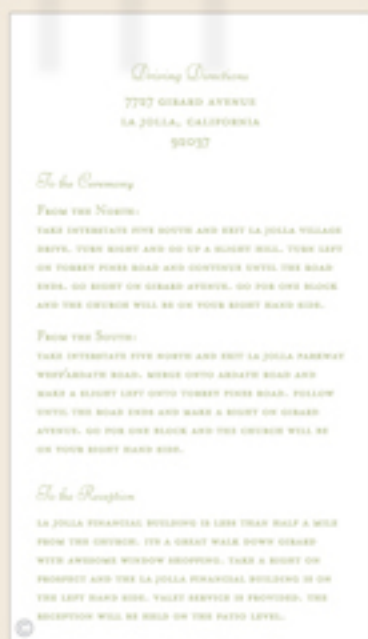 Driving Directions
7727 GIRARD AVENUE
LA JOLLA, CALIFORNIA
92037
To the Ceremony
FROM THE NORTH:
TAKE INTERSTATE FIVE SOUTH AND EXIT LA JOLLA VILLAGE
DRIVE. TURN RIGHT AND GO UP A SLIGHT HILL. TURN LEFT
ON TORREY PINES ROAD AND CONTINUE UNTIL THE ROAD
ENDS. GO RIGHT ON GIRARD AVENUE. GO FOR ONE BLOCK
AND THE CHURCH WILL BE ON YOUR RIGHT HAND SIDE.
FROM THE SOUTH:
TAKE INTERSTATE FIVE NORTH AND EXIT LA JOLLA PARKWAY
WEST/ARDATH ROAD. MERGE ONTO ARDATH ROAD AND
MAKE A SLIGHT LEFT ONTO TORREY PINES ROAD. FOLLOW
UNTIL THE ROAD ENDS AND MAKE A RIGHT ON GIRARD
AVENUE. GO FOR ONE BLOCK AND THE CHURCH WILL BE
ON YOUR RIGHT HAND SIDE.
To the Reception
LA JOLLA FINANCIAL BUILDING IS LESS THAN HALF A MILE
FROM THE CHURCH. ITS A GREAT WALK DOWN GIRARD
WITH AWESOME WINDOW SHOPPING. TAKE A RIGHT ON
PROSPECT AND THE LA JOLLA FINANCIAL BUILDING IS ON
THE LEFT HAND SIDE. VALET SERVICE IS PROVIDED. THE
RECEPTION WILL BE HELD ON THE PATIO LEVEL.